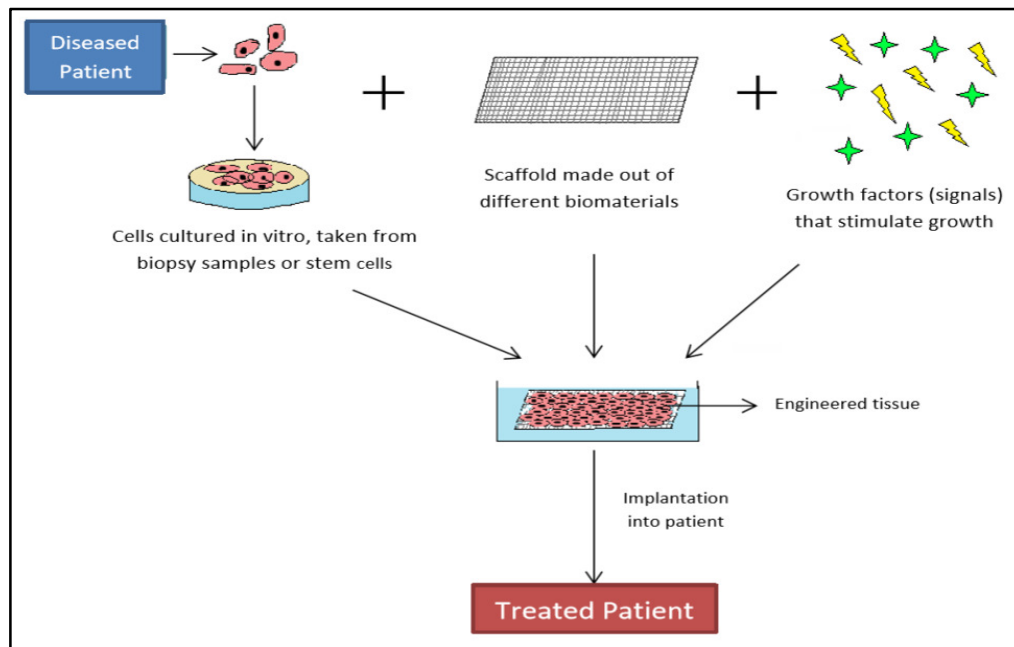 Diseased
Patient
Scaffold made out of
different biomaterials
Growth factors (signals)
that stimulate growth
Cells cultured in vitro, taken from
biopsy samples or stem cells
Engineered tissue
Implantation
into patient
Treated Patient